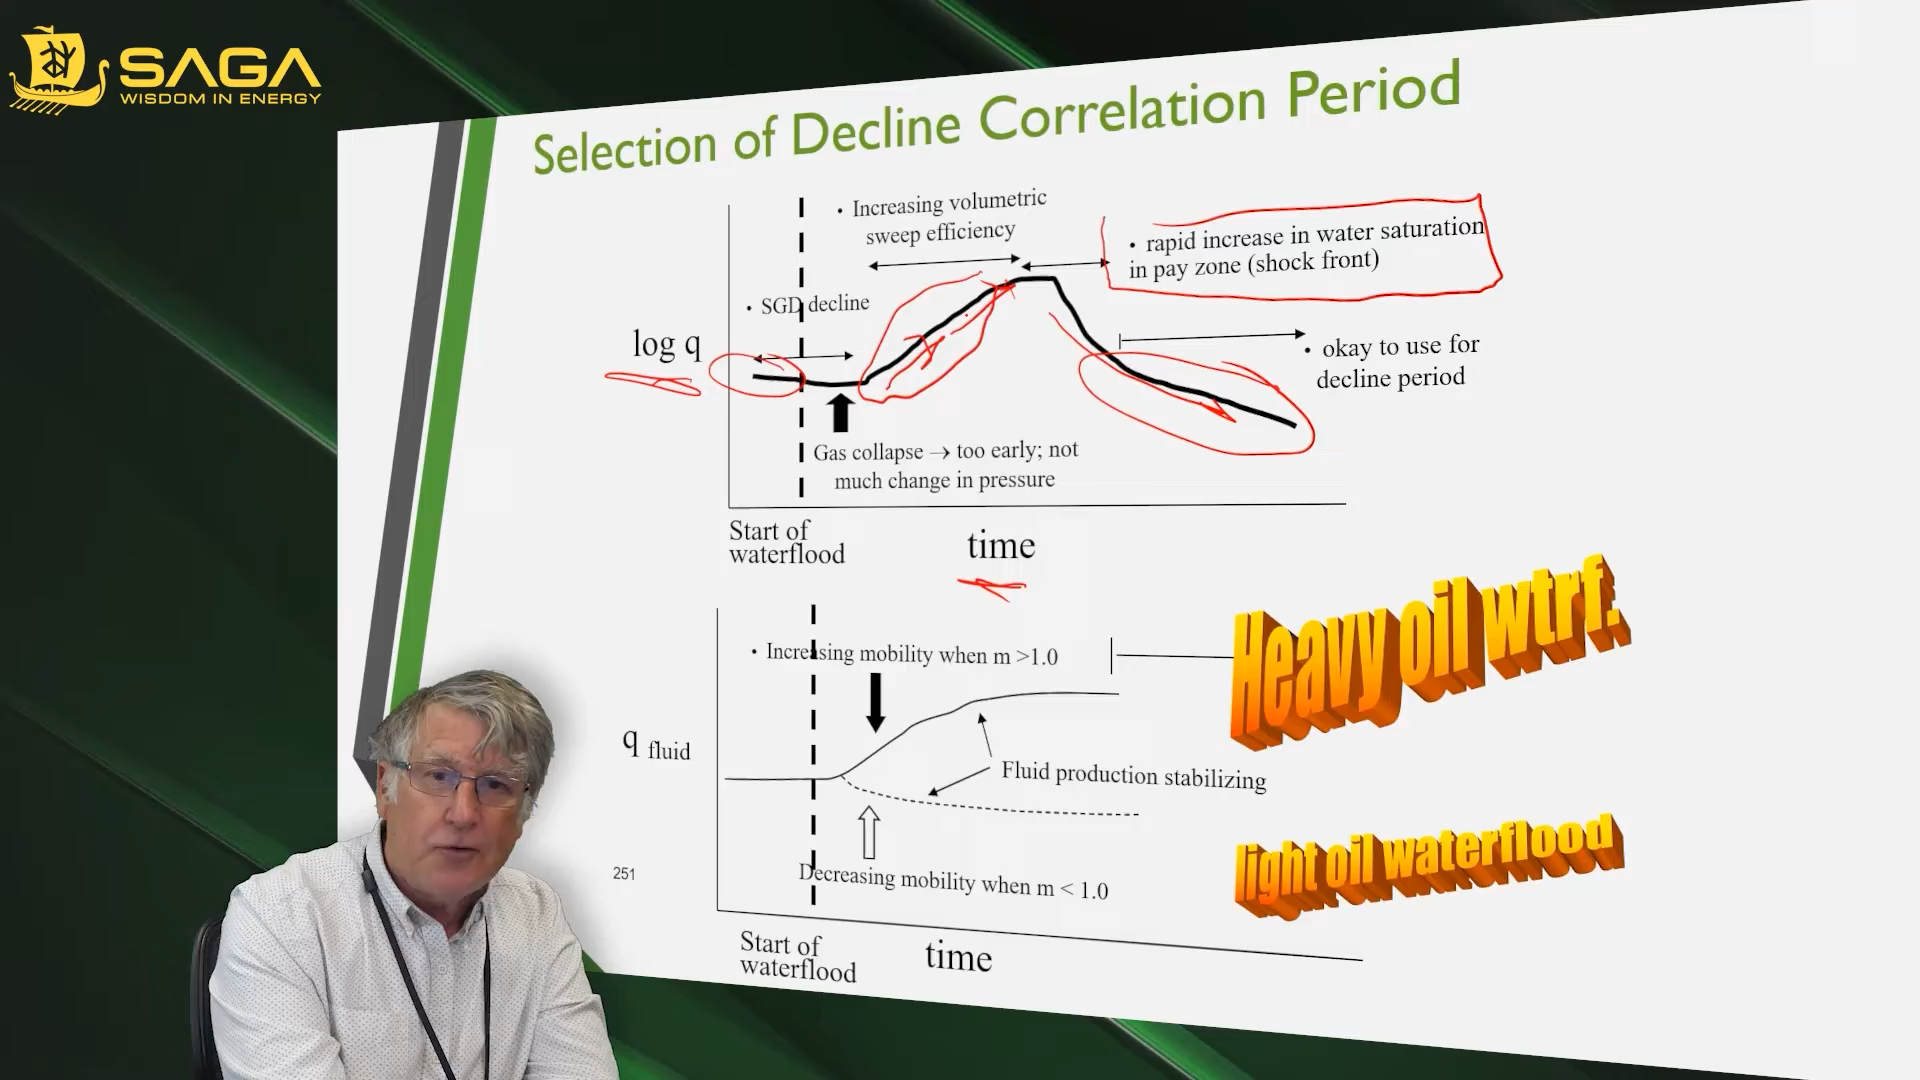 SAGA
WISDOM IN ENERGY
Selection of Decline Correlation Period
• Increasing volumetric
sweep efficiency
• rapid increase in water saturation
in pay zone (shock front)
• SGD decline
log q
• okay to use for
decline period
Gas collapse → too early; not
much change in pressure
Start of
waterflood
time
• Increasing mobility when m >1.0
Heavy oil wtrf.
q fluid
Fluid production stabilizing
light oil waterflood
251
Decreasing mobility when m < 1.0
Start of
waterflood
time